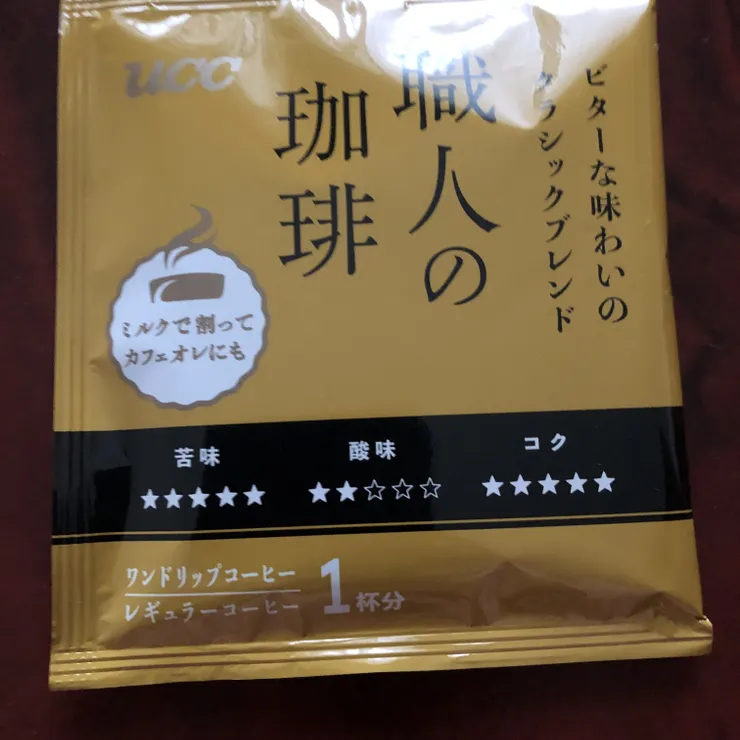 UCC
職人の
珈琲
ビターな味わいの
クラシックブレンド
ミルクで割って
カフェオレにも
苦味
★★★★★
酸味
★★☆☆☆
コク
★★★★★
ワンドリップコーヒー
レギュラーコーヒー
1杯分